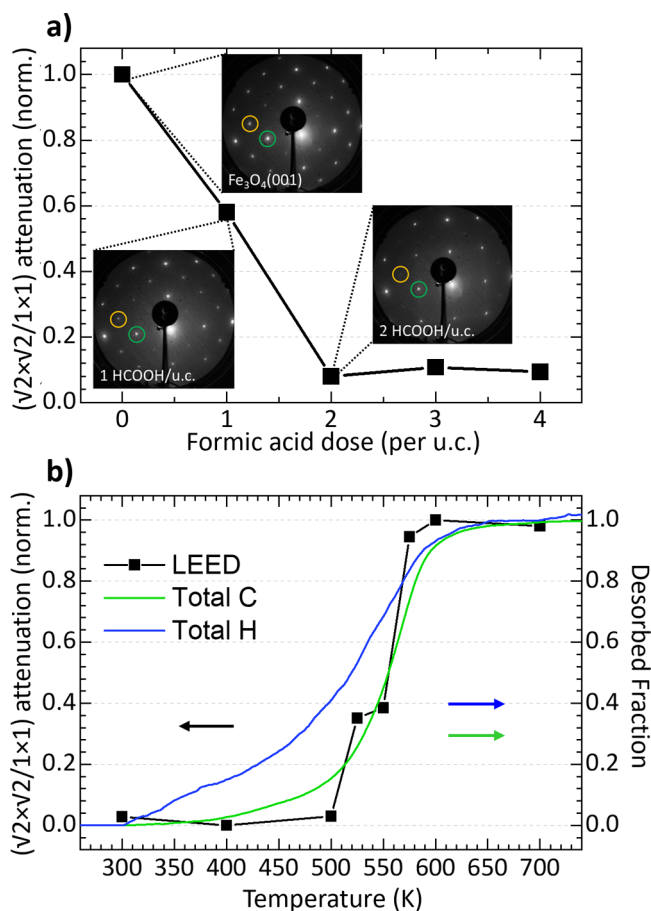 a)
(√2×√2/1×1) attenuation (norm.)
1.0
0.8
0.6
0.4
0.2
0.0
Fe₃O₄(001)
1 HCOOH/u.c.
2 HCOOH/u.c.
0 1 2 3 4
Formic acid dose (per u.c.)
b)
(√2×√2/1×1) attenuation (norm.)
1.0
0.8
0.6
0.4
0.2
0.0
LEED
Total C
Total H
1.0
0.8
0.6
0.4
0.2
0.0
Desorbed Fraction
300 350 400 450 500 550 600 650 700
Temperature (K)